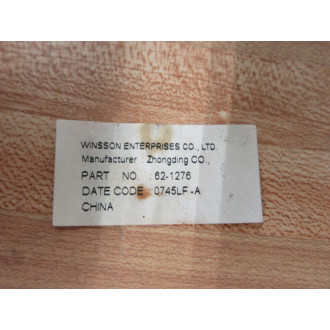 WINSSON ENTERPRISES CO., LTD.
Manufacturer : Zhongding CO.,
PART NO. : 62-1276
DATE CODE : 0745LF-A
CHINA